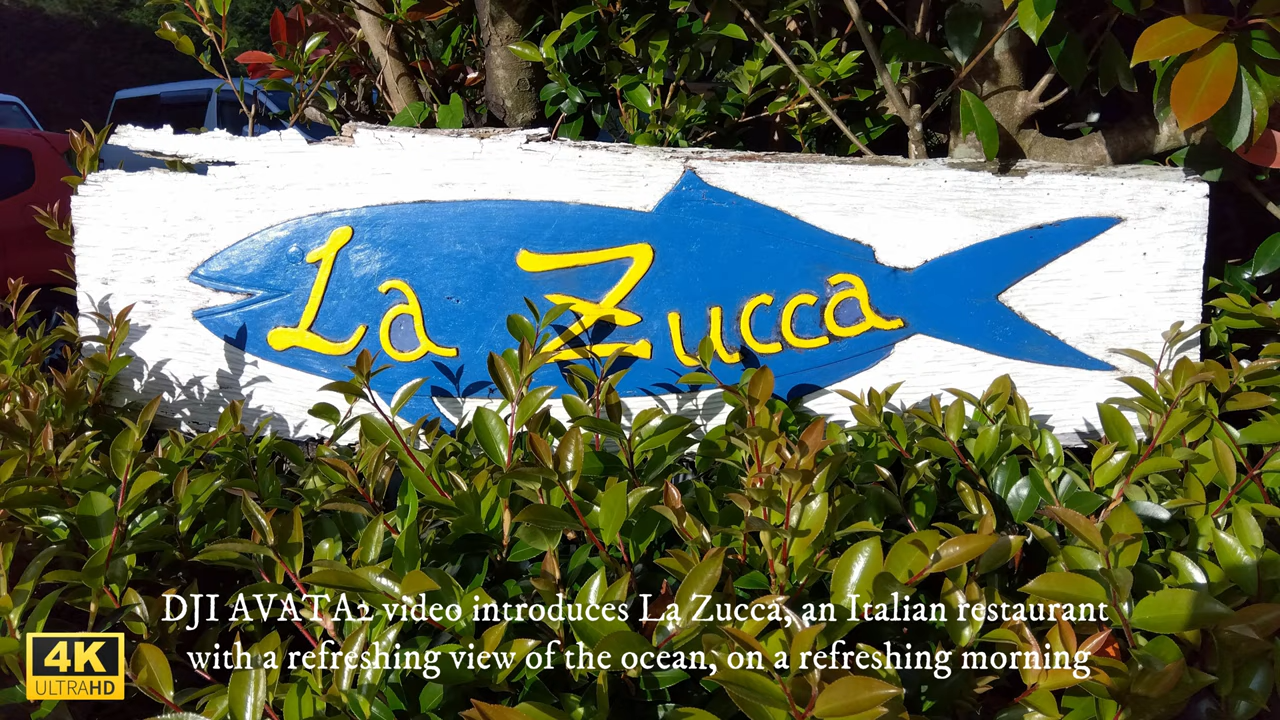 La Zucca
DJI AVATA2 video introduces La Zucca, an Italian restaurant
with a refreshing view of the ocean, on a refreshing morning
4K
ULTRAHD